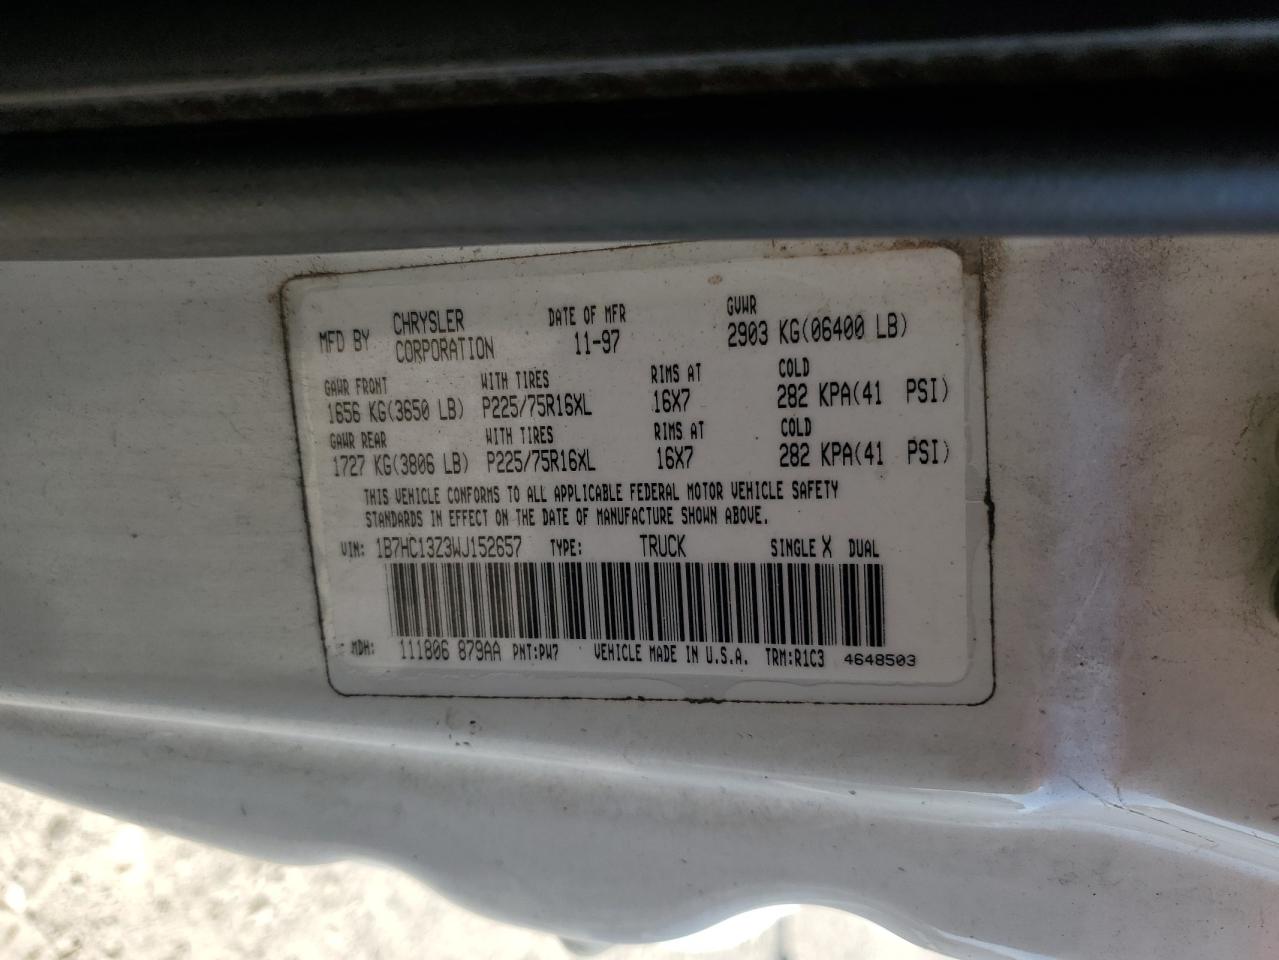 MFD BY CHRYSLER CORPORATION DATE OF MFR 11-97 GVWR 2903 KG(06400 LB)
GAWR FRONT WITH TIRES RIMS AT COLD
1656 KG(3650 LB) P225/75R16XL 16X7 282 KPA(41 PSI)
GAWR REAR WITH TIRES RIMS AT COLD
1727 KG(3806 LB) P225/75R16XL 16X7 282 KPA(41 PSI)
THIS VEHICLE CONFORMS TO ALL APPLICABLE FEDERAL MOTOR VEHICLE SAFETY
STANDARDS IN EFFECT ON THE DATE OF MANUFACTURE SHOWN ABOVE.
VIN: 1B7HC13Z3WJ152657 TYPE: TRUCK SINGLE X DUAL
MDH: 111806 879AA PNT:PW7 VEHICLE MADE IN U.S.A. TRM:R1C3 4648503